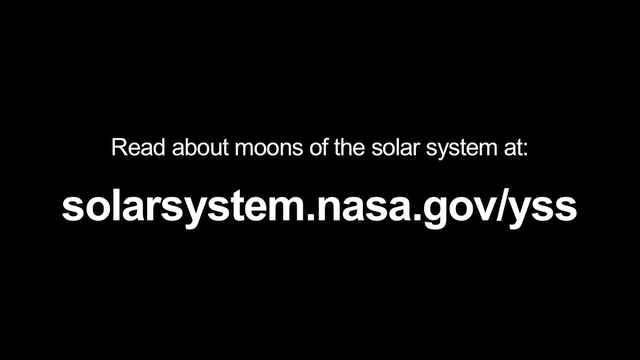 Read about moons of the solar system at:
solarsystem.nasa.gov/yss